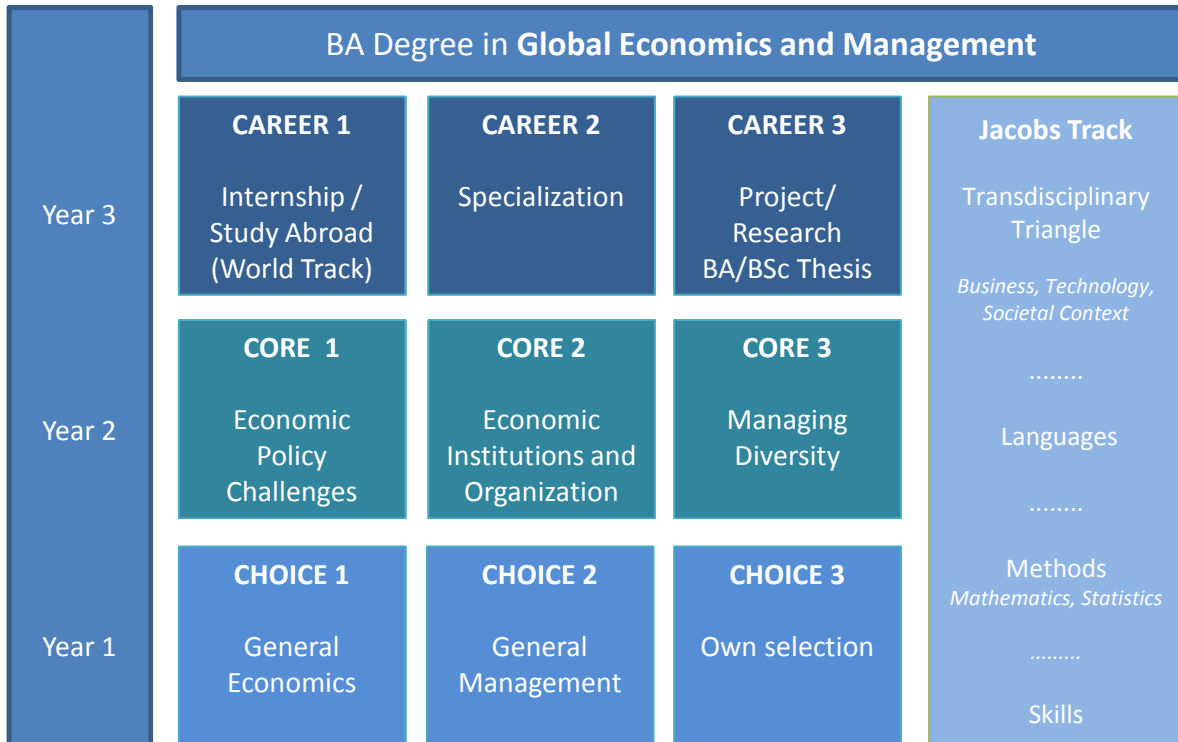 BA Degree in Global Economics and Management
Year 3
CAREER 1
Internship /
Study Abroad
(World Track)
CAREER 2
Specialization
CAREER 3
Project/
Research
BA/BSc Thesis
Year 2
CORE  1
Economic
Policy
Challenges
CORE 2
Economic
Institutions and
Organization
CORE 3
Managing
Diversity
Year 1
CHOICE 1
General
Economics
CHOICE 2
General
Management
CHOICE 3
Own selection
Jacobs Track
Transdisciplinary
Triangle
Business, Technology,
Societal Context
........
Languages
........
Methods
Mathematics, Statistics
.........
Skills